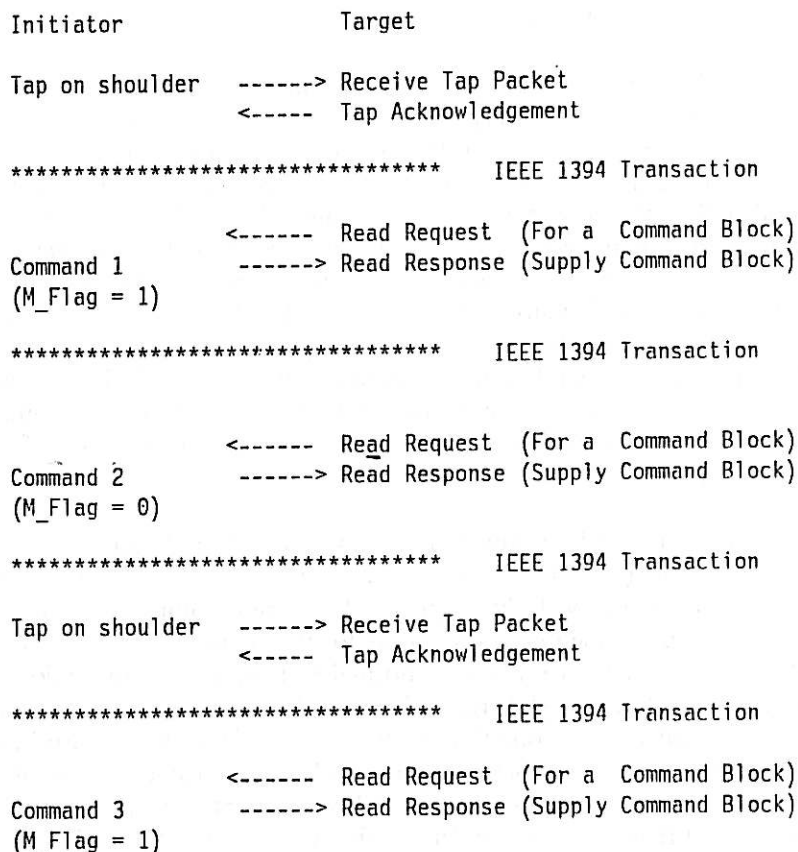 Initiator Target
Tap on shoulder ------> Receive Tap Packet
<----- Tap Acknowledgement
********************************** IEEE 1394 Transaction
<------ Read Request (For a Command Block)
Command 1 ------> Read Response (Supply Command Block)
(M_Flag = 1)
********************************** IEEE 1394 Transaction
<------ Read Request (For a Command Block)
Command 2 ------> Read Response (Supply Command Block)
(M_Flag = 0)
********************************** IEEE 1394 Transaction
Tap on shoulder ------> Receive Tap Packet
<----- Tap Acknowledgement
********************************** IEEE 1394 Transaction
<------ Read Request (For a Command Block)
Command 3 ------> Read Response (Supply Command Block)
(M Flag = 1)